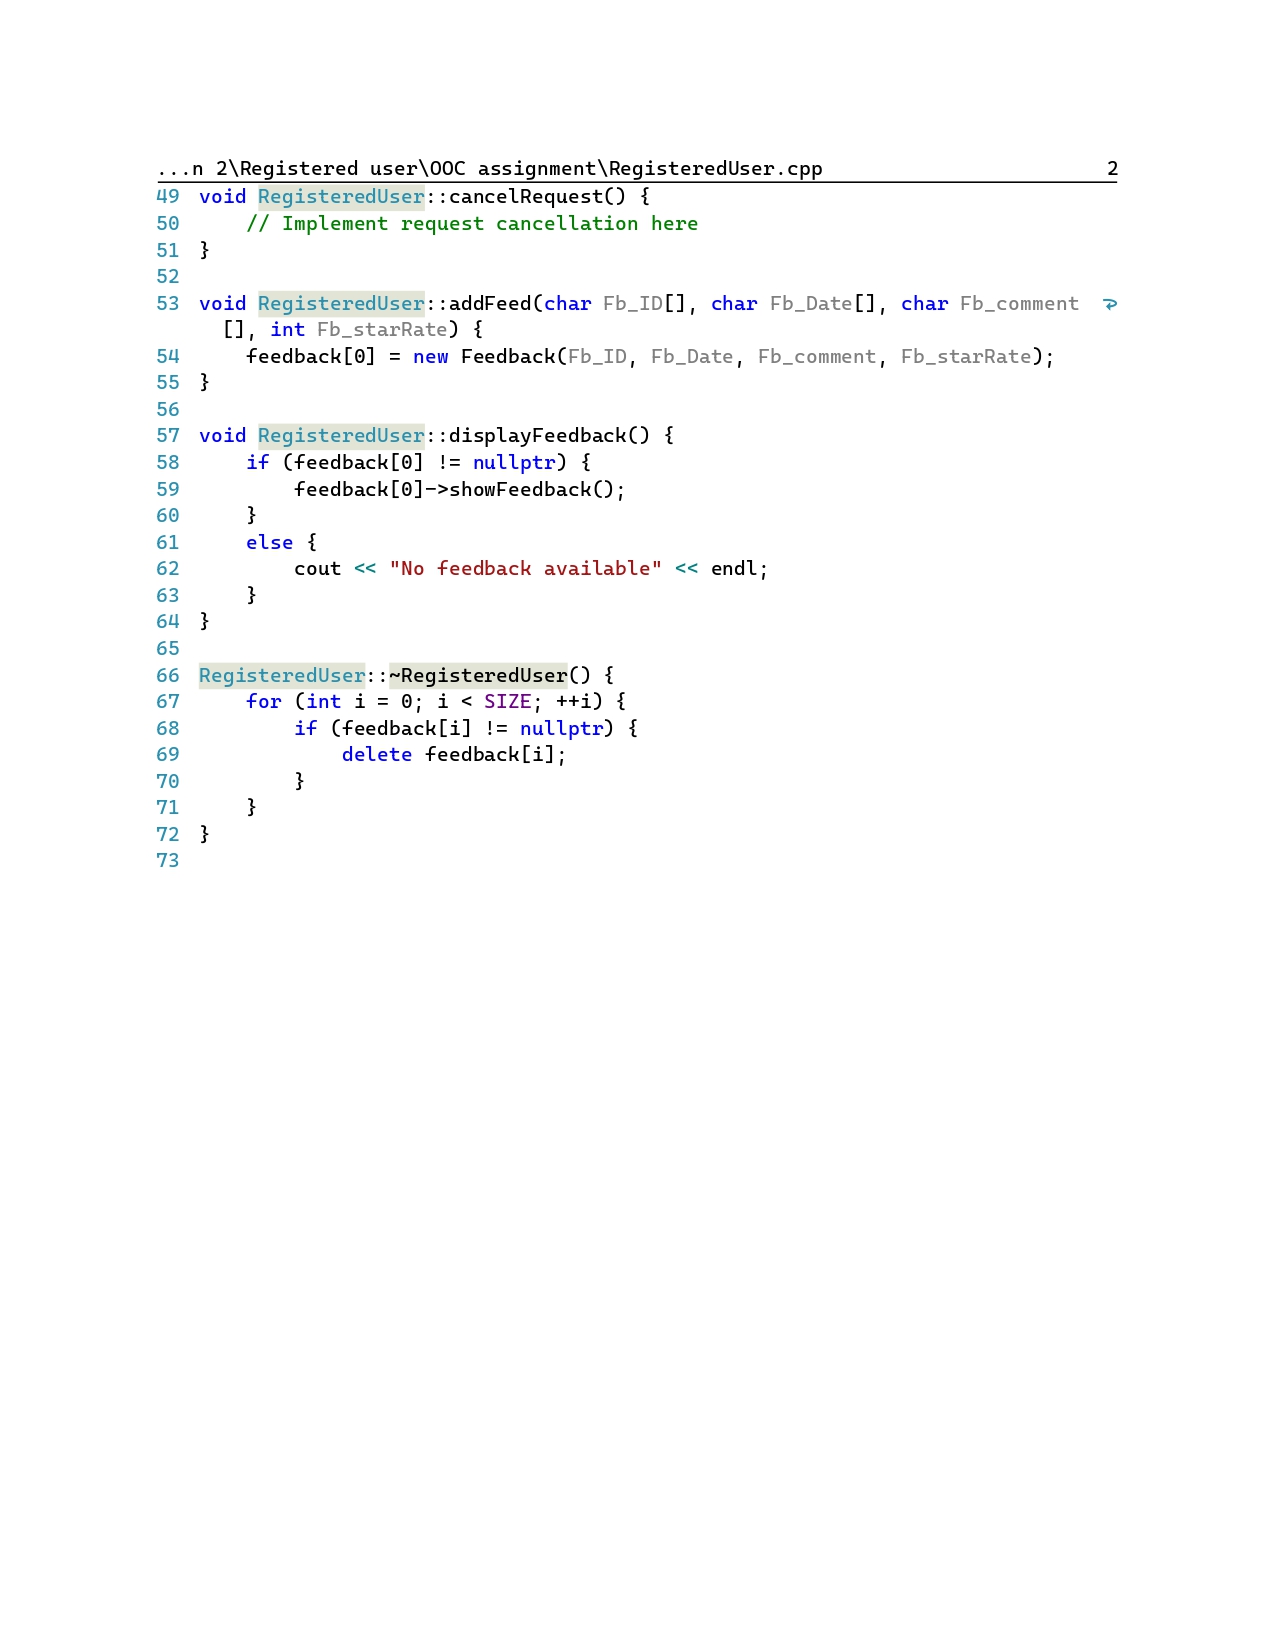 ...n 2\Registered user\OOC assignment\RegisteredUser.cpp 2
49 void RegisteredUser::cancelRequest() {
50     // Implement request cancellation here
51 }
52
53 void RegisteredUser::addFeed(char Fb_ID[], char Fb_Date[], char Fb_comment
[], int Fb_starRate) {
54     feedback[0] = new Feedback(Fb_ID, Fb_Date, Fb_comment, Fb_starRate);
55 }
56
57 void RegisteredUser::displayFeedback() {
58     if (feedback[0] != nullptr) {
59         feedback[0]->showFeedback();
60     }
61     else {
62         cout << "No feedback available" << endl;
63     }
64 }
65
66 RegisteredUser::~RegisteredUser() {
67     for (int i = 0; i < SIZE; ++i) {
68         if (feedback[i] != nullptr) {
69             delete feedback[i];
70         }
71     }
72 }
73